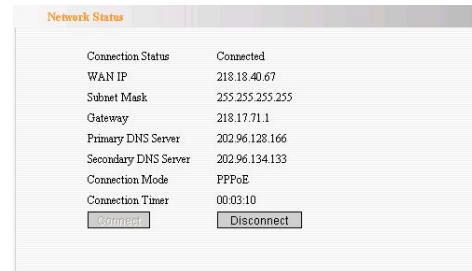 Network Status
Connection Status Connected
WAN IP 218.18.40.67
Subnet Mask 255.255.255.255
Gateway 218.17.71.1
Primary DNS Server 202.96.128.166
Secondary DNS Server 202.96.134.133
Connection Mode PPPoE
Connection Timer 00:03:10
Connect Disconnect